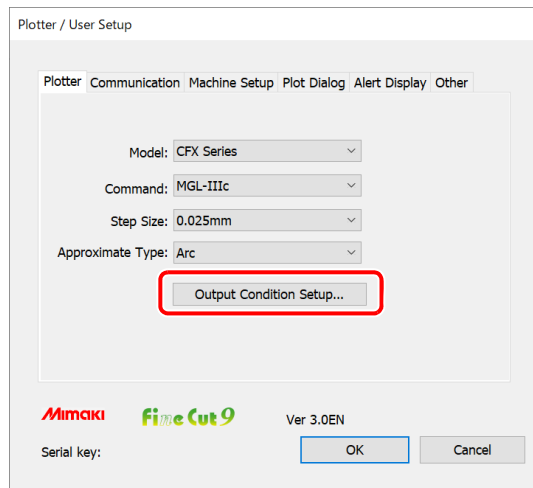 Plotter / User Setup
Plotter Communication Machine Setup Plot Dialog Alert Display Other
Model: CFX Series
Command: MGL-IIIc
Step Size: 0.025mm
Approximate Type: Arc
Output Condition Setup...
Mimaki Fine Cut 9 Ver 3.0EN
Serial key: OK Cancel